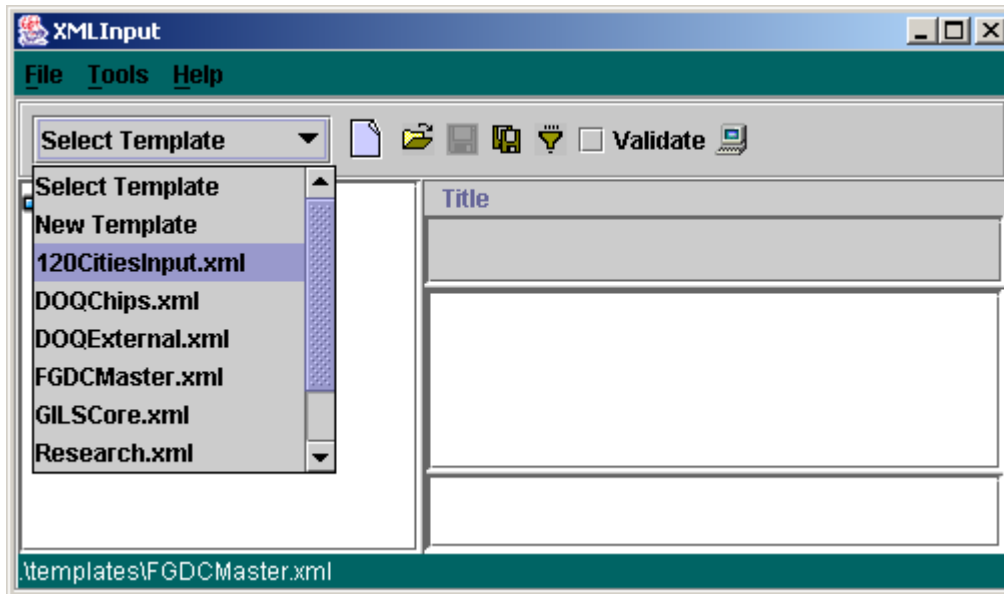 XMLInput
File Tools Help
Select Template Validate
Select Template
New Template
120CitiesInput.xml
DOQChips.xml
DOQExternal.xml
FGDCMaster.xml
GILSCore.xml
Research.xml
Title
.\templates\FGDCMaster.xml